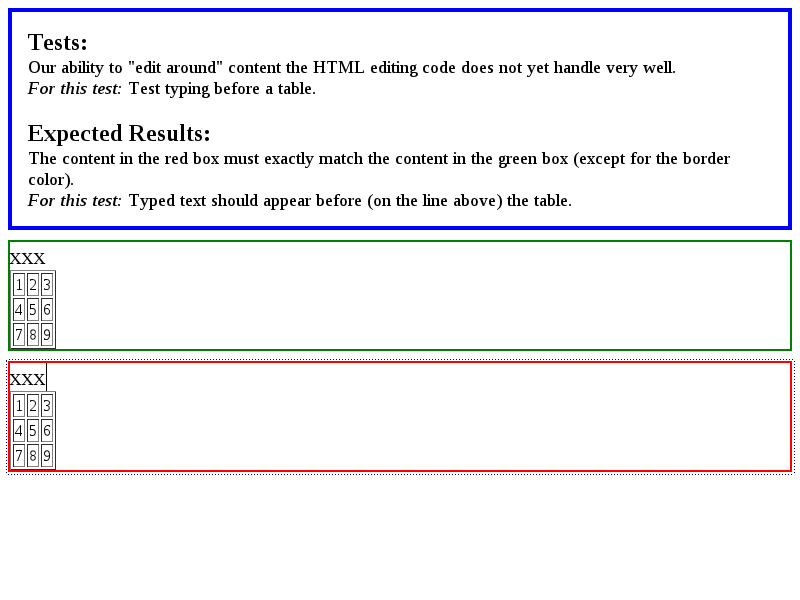 Tests:
Our ability to "edit around" content the HTML editing code does not yet handle very well.
For this test: Test typing before a table.
Expected Results:
The content in the red box must exactly match the content in the green box (except for the border
color).
For this test: Typed text should appear before (on the line above) the table.
xxx
1 2 3
4 5 6
7 8 9
xxx
1 2 3
4 5 6
7 8 9